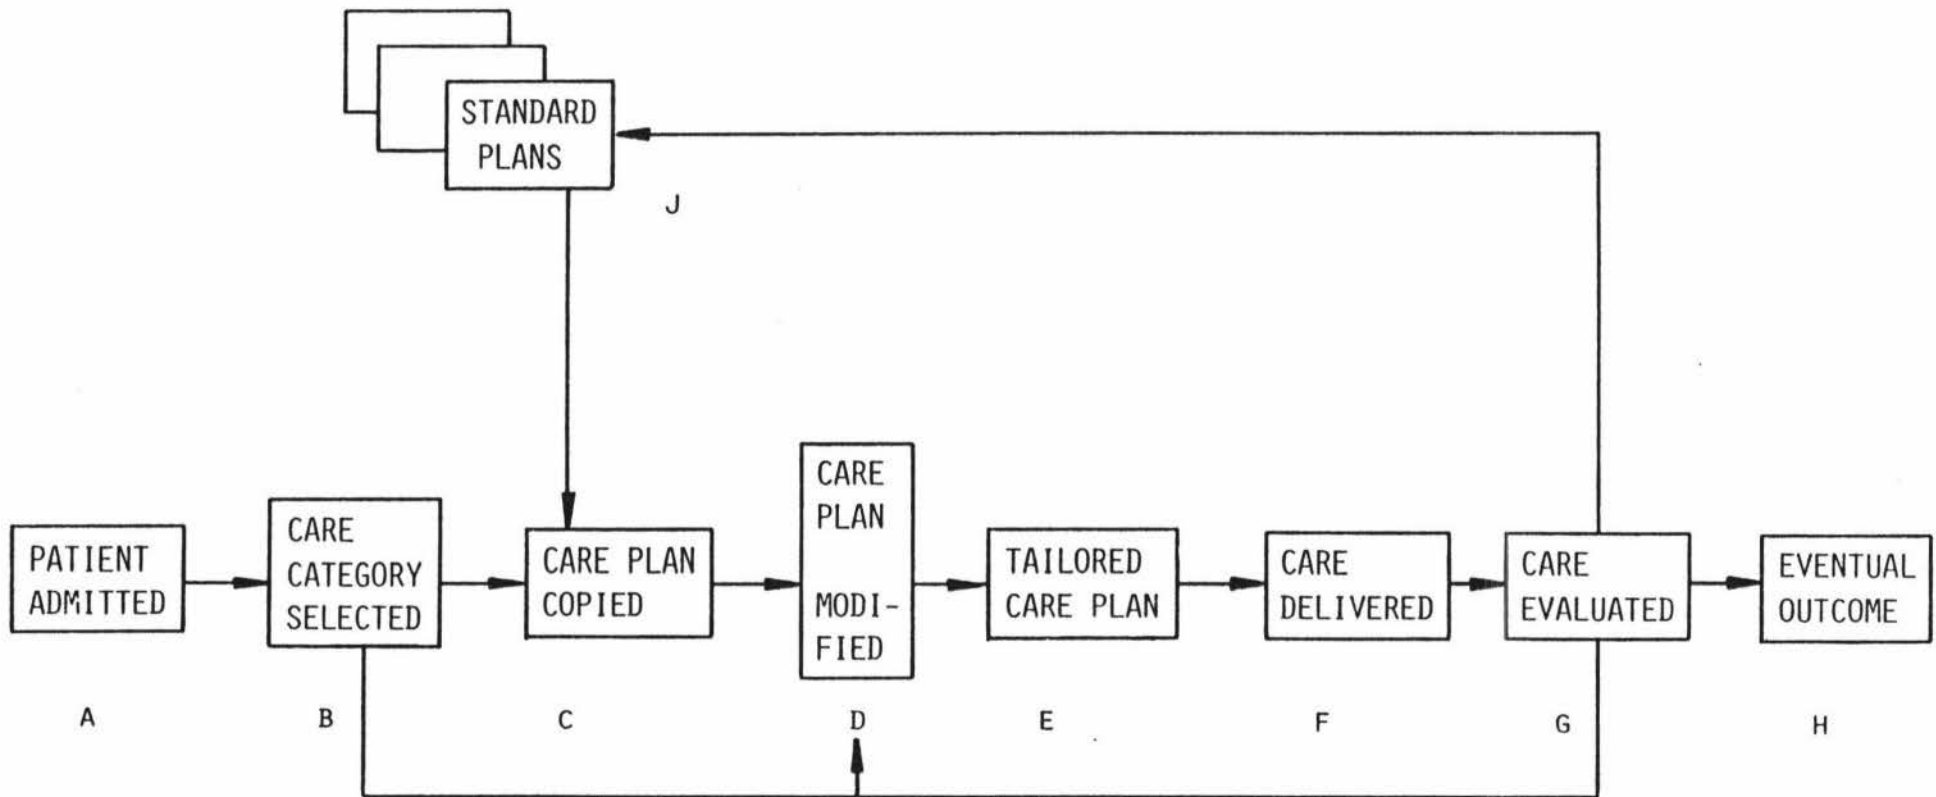 STANDARD
PLANS
J
PATIENT
ADMITTED
CARE
CATEGORY
SELECTED
CARE PLAN
COPIED
CARE
PLAN
MODI-
FIED
TAILORED
CARE PLAN
CARE
DELIVERED
CARE
EVALUATED
EVENTUAL
OUTCOME
A B C D E F G H